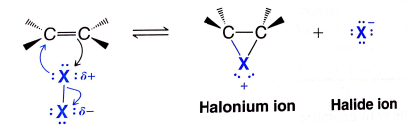 C=C ⇌ C—C + :Ẍ:⁻
:X: δ+ X
:X: δ− +
Halonium ion Halide ion